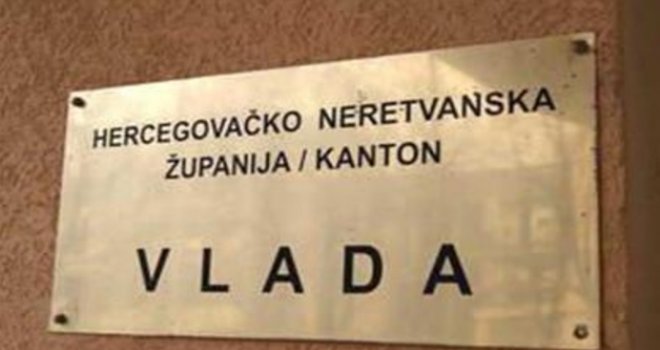 HERCEGOVAČKO NERETVANSKA
ŽUPANIJA / KANTON
VLADA